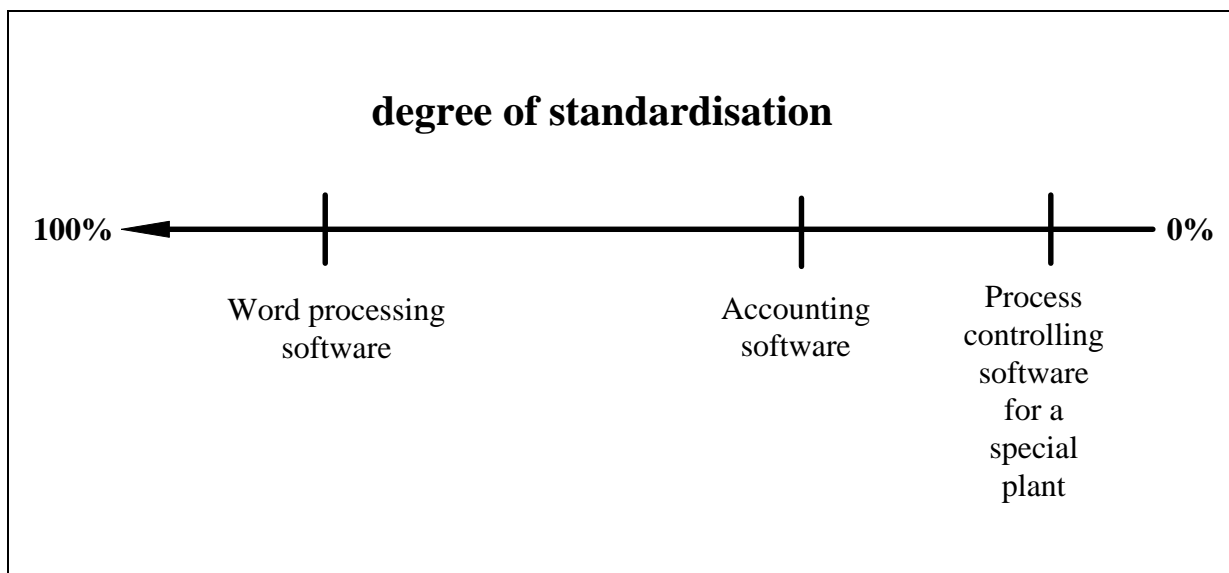 degree of standardisation
100%
0%
Word processing
software
Accounting
software
Process
controlling
software
for a
special
plant